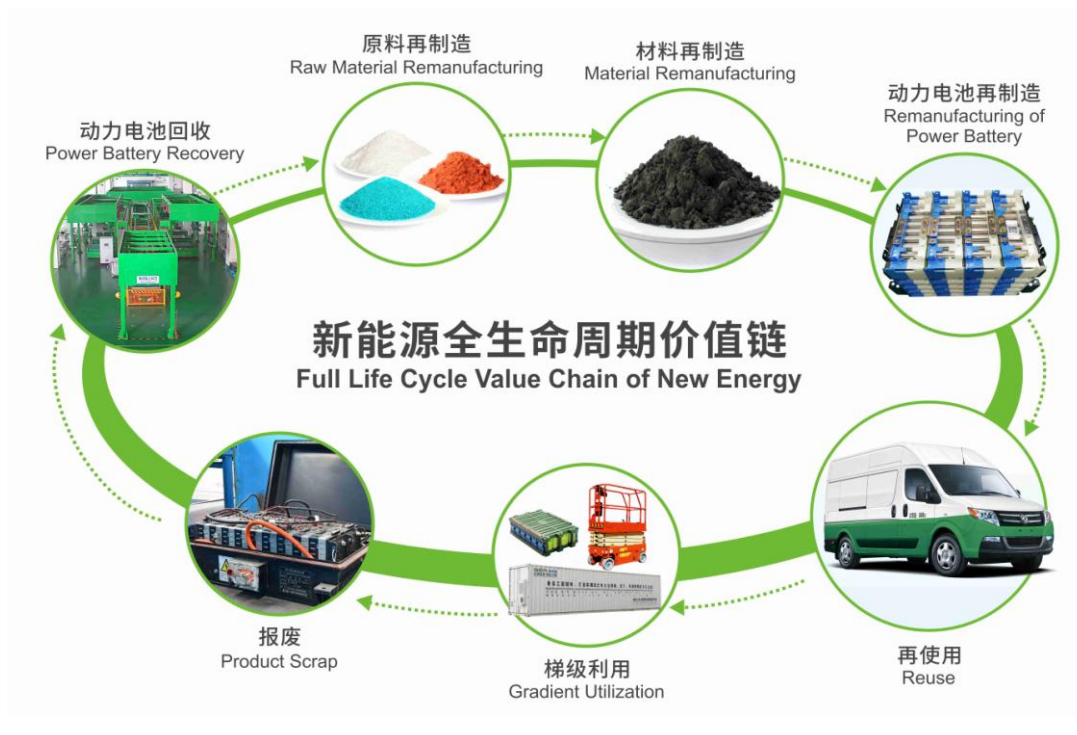 原料再制造
Raw Material Remanufacturing
材料再制造
Material Remanufacturing
动力电池再制造
Remanufacturing of
Power Battery
动力电池回收
Power Battery Recovery
新能源全生命周期价值链
Full Life Cycle Value Chain of New Energy
报废
Product Scrap
梯级利用
Gradient Utilization
再使用
Reuse